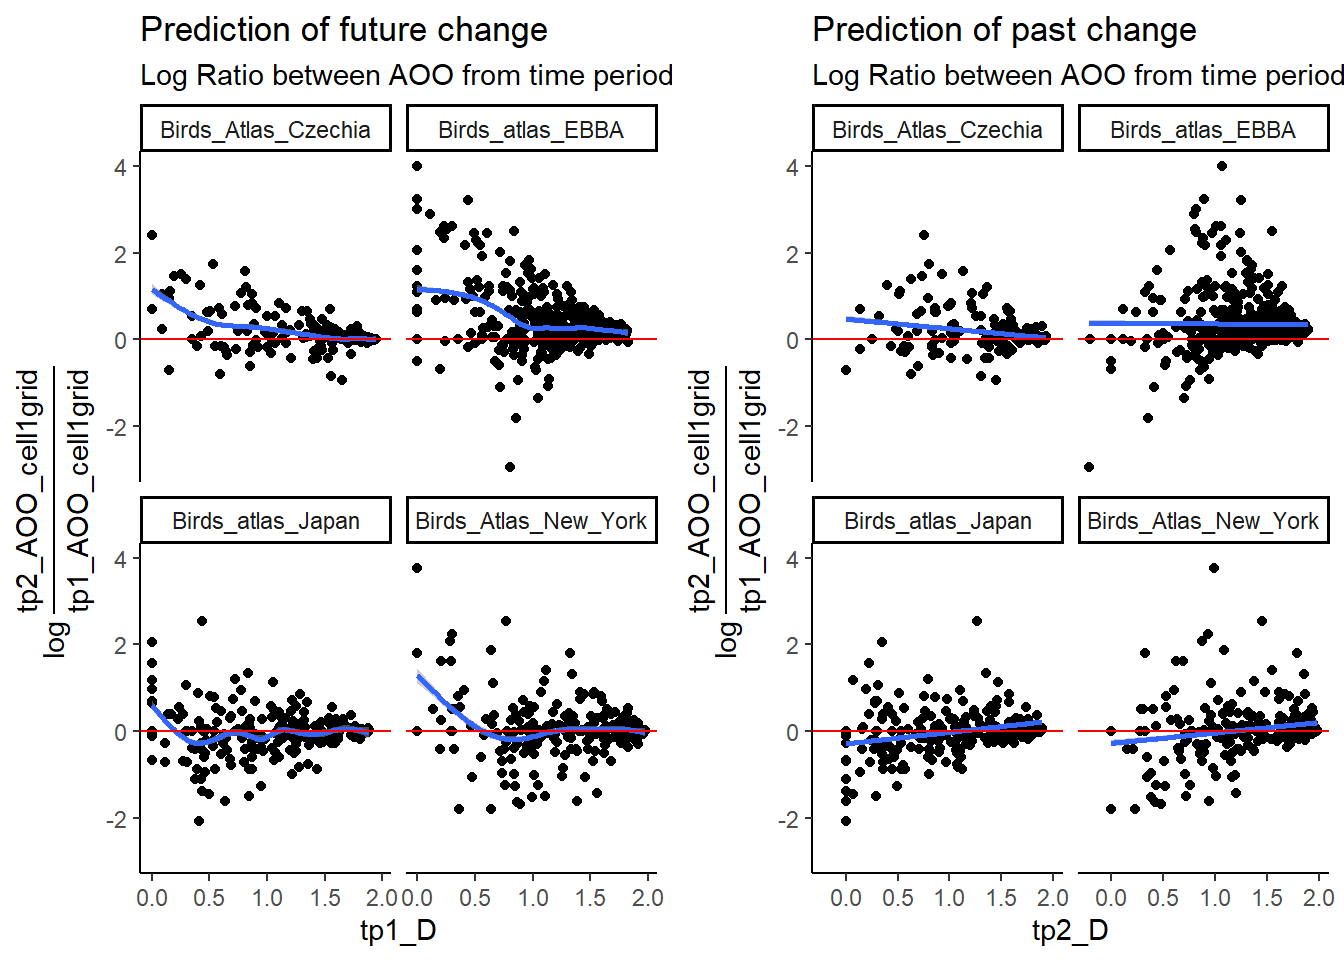 Prediction of future change
Log Ratio between AOO from time period
Birds_Atlas_Czechia
Birds_atlas_EBBA
4
2
0
-2
Birds_atlas_Japan
Birds_Atlas_New_York
4
2
0
-2
0.0 0.5 1.0 1.5 2.0
0.0 0.5 1.0 1.5 2.0
tp1_D
log tp2_AOO_cell1grid
tp1_AOO_cell1grid
Prediction of past change
Log Ratio between AOO from time period
Birds_Atlas_Czechia
Birds_atlas_EBBA
4
2
0
-2
Birds_atlas_Japan
Birds_Atlas_New_York
4
2
0
-2
0.0 0.5 1.0 1.5 2.0
0.0 0.5 1.0 1.5 2.0
tp2_D
log tp2_AOO_cell1grid
tp1_AOO_cell1grid